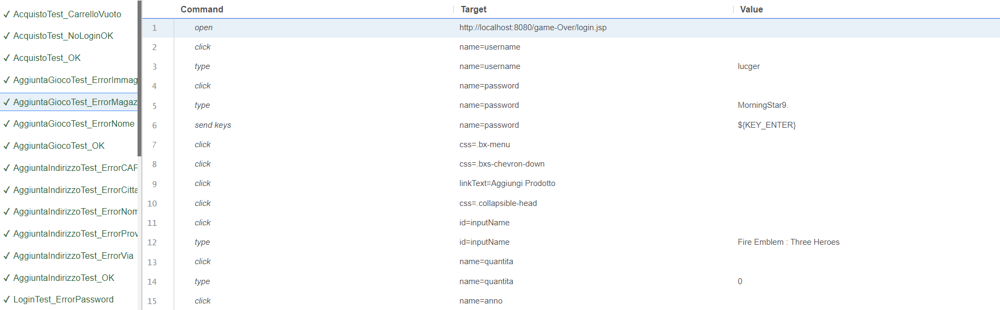 AcquistoTest_CarrelloVuoto
AcquistoTest_NoLoginOK
AcquistoTest_OK
AggiuntaGiocoTest_ErrorImmag
AggiuntaGiocoTest_ErrorMagaz
AggiuntaGiocoTest_ErrorNome
AggiuntaGiocoTest_OK
AggiuntaIndirizzoTest_ErrorCAP
AggiuntaIndirizzoTest_ErrorCitta
AggiuntaIndirizzoTest_ErrorNom
AggiuntaIndirizzoTest_ErrorProv
AggiuntaIndirizzoTest_ErrorVia
AggiuntaIndirizzoTest_OK
LoginTest_ErrorPassword
Command Target Value
1 open http://localhost:8080/game-Over/login.jsp
2 click name=username
3 type name=username lucger
4 click name=password
5 type name=password MorningStar9.
6 send keys name=password ${KEY_ENTER}
7 click css=.bx-menu
8 click css=.bxs-chevron-down
9 click linkText=Aggiungi Prodotto
10 click css=.collapsible-head
11 click id=inputName
12 type id=inputName Fire Emblem : Three Heroes
13 click name=quantita
14 type name=quantita 0
15 click name=anno